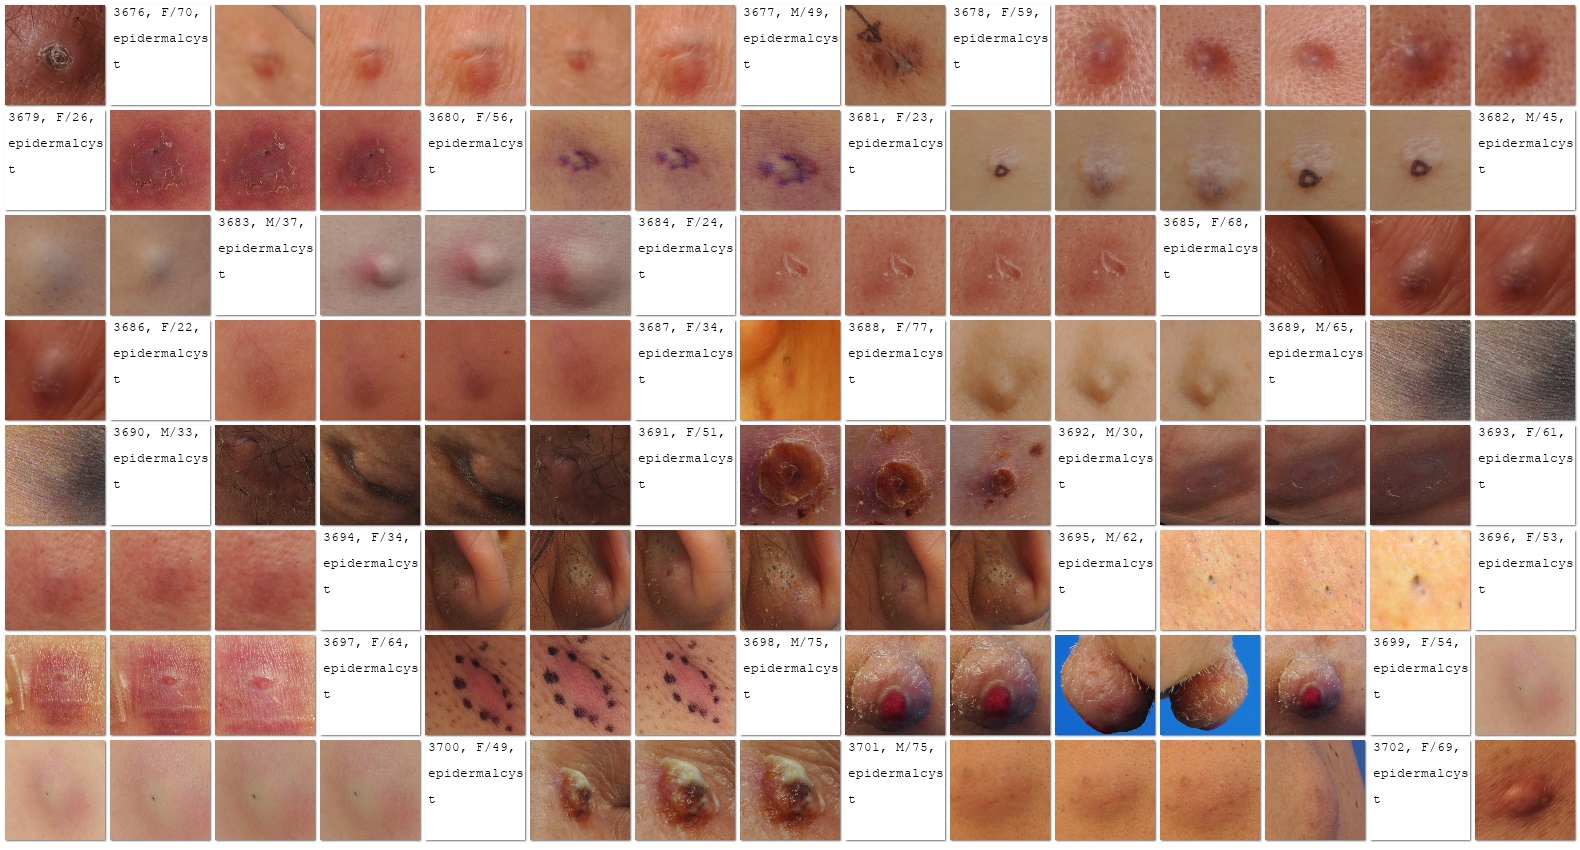 3676, F/70,
epidermalcys
t
3677, M/49,
epidermalcys
t
3678, F/59,
epidermalcys
t
3679, F/26,
epidermalcys
t
3680, F/56,
epidermalcys
t
3681, F/23,
epidermalcys
t
3682, M/45,
epidermalcys
t
3683, M/37,
epidermalcys
t
3684, F/24,
epidermalcys
t
3685, F/68,
epidermalcys
t
3686, F/22,
epidermalcys
t
3687, F/34,
epidermalcys
t
3688, F/77,
epidermalcys
t
3689, M/65,
epidermalcys
t
3690, M/33,
epidermalcys
t
3691, F/51,
epidermalcys
t
3692, M/30,
epidermalcys
t
3693, F/61,
epidermalcys
t
3694, F/34,
epidermalcys
t
3695, M/62,
epidermalcys
t
3696, F/53,
epidermalcys
t
3697, F/64,
epidermalcys
t
3698, M/75,
epidermalcys
t
3699, F/54,
epidermalcys
t
3700, F/49,
epidermalcys
t
3701, M/75,
epidermalcys
t
3702, F/69,
epidermalcys
t